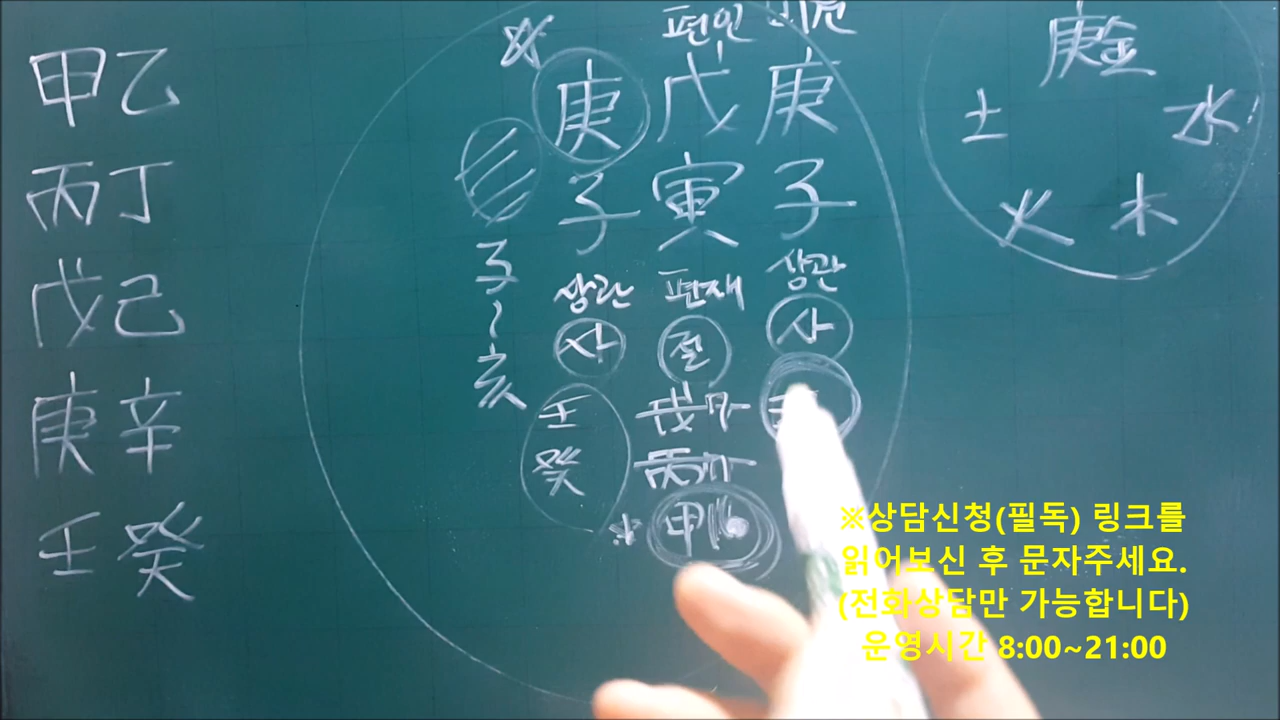 甲乙
丙丁
戊己
庚辛
壬癸
편인 비견
庚 戊 庚
子 寅 子
상관 편재 상관
사 절 사
子~亥
壬 戊
癸 丙
甲
庚金
土 水
火 木
※상담신청(필독) 링크를
읽어보신 후 문자주세요.
(전화상담만 가능합니다)
운영시간 8:00~21:00